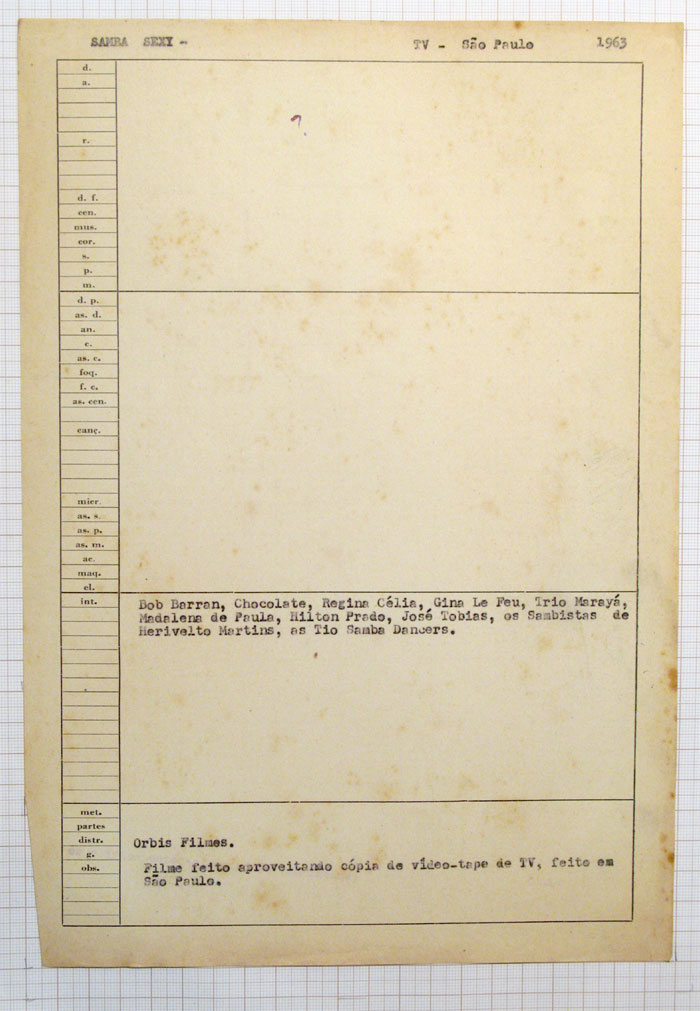 SAMBA SEXY - TV - São Paulo 1963
d.
a.
?
r.
d. f.
cen.
mus.
cor.
s.
p.
m.
d. p.
as. d.
an.
c.
as. c.
foq.
f. c.
as. cen.
canç.
micr.
as. s.
as. p.
as. m.
ac.
maq.
el.
int. Bob Barran, Chocolate, Regina Célia, Gina Le Feu, Trio Marayá,
Madalena de Paula, Hilton Prado, José Tobias, os Sambistas de
Herivelto Martins, as Tio Samba Dancers.
met.
partes
distr. Orbis Filmes.
g.
obs. Filme feito aproveitando cópia de vídeo-tape de TV, feito em
São Paulo.